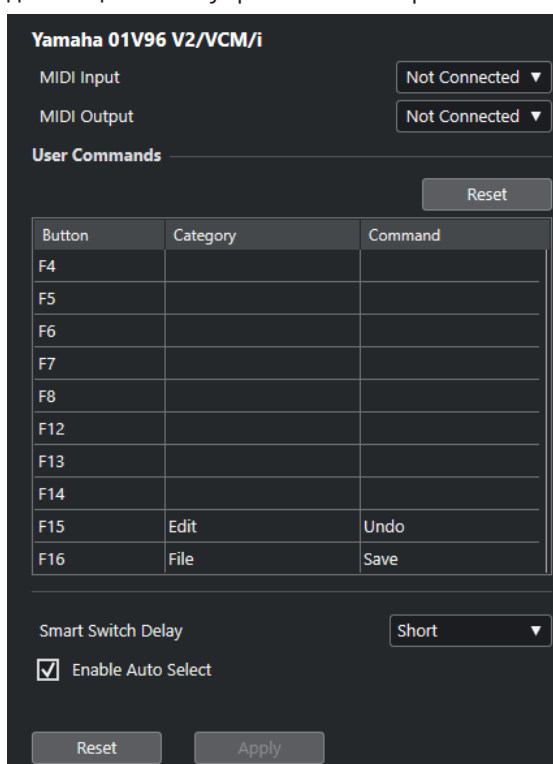 Yamaha 01V96 V2/VCM/i
MIDI Input Not Connected
MIDI Output Not Connected
User Commands
Reset
Button Category Command
F4
F5
F6
F7
F8
F12
F13
F14
F15 Edit Undo
F16 File Save
Smart Switch Delay Short
Enable Auto Select
Reset Apply